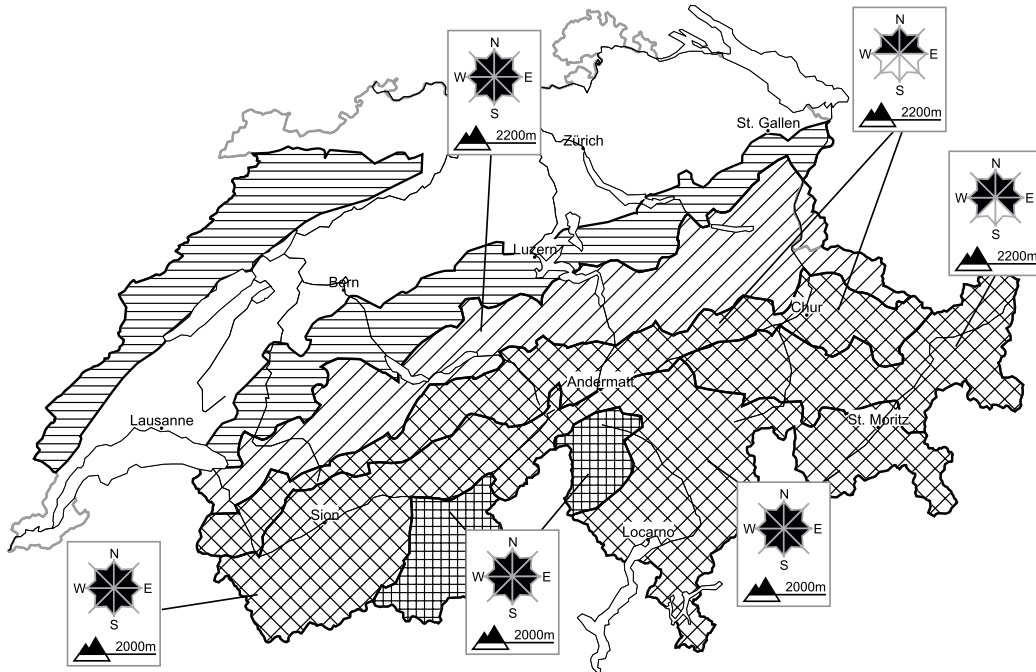 N
W E
S
2200m
N
W E
S
2200m
St. Gallen
Zürich
N
W E
S
2200m
Luzern
Bern
Chur
Andermatt
Lausanne
St. Moritz
Sion
N
W E
S
2000m
Locarno
N
W E
S
2000m
N
W E
S
2000m